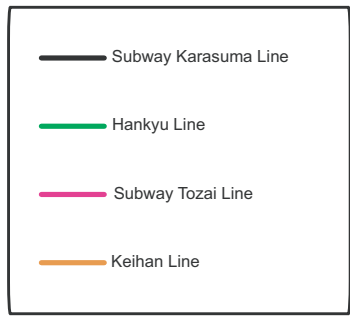 Subway Karasuma Line
Hankyu Line
Subway Tozai Line
Keihan Line